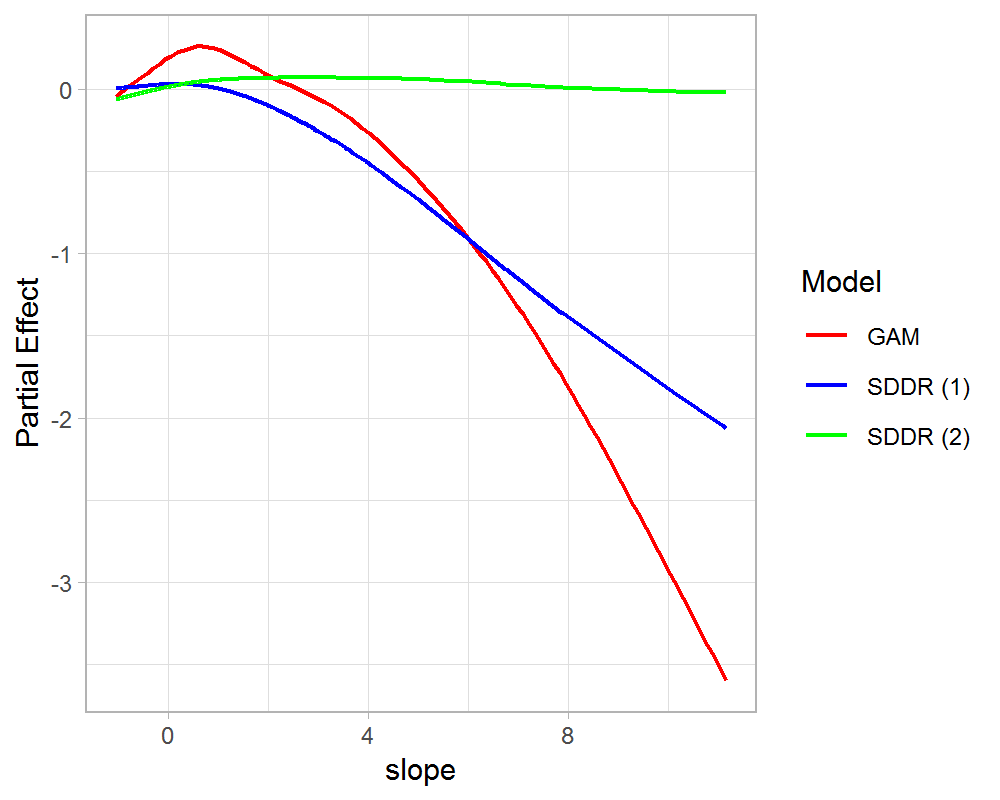 0
-1
-2
-3
Partial Effect
0 4 8
slope
Model
GAM
SDDR (1)
SDDR (2)